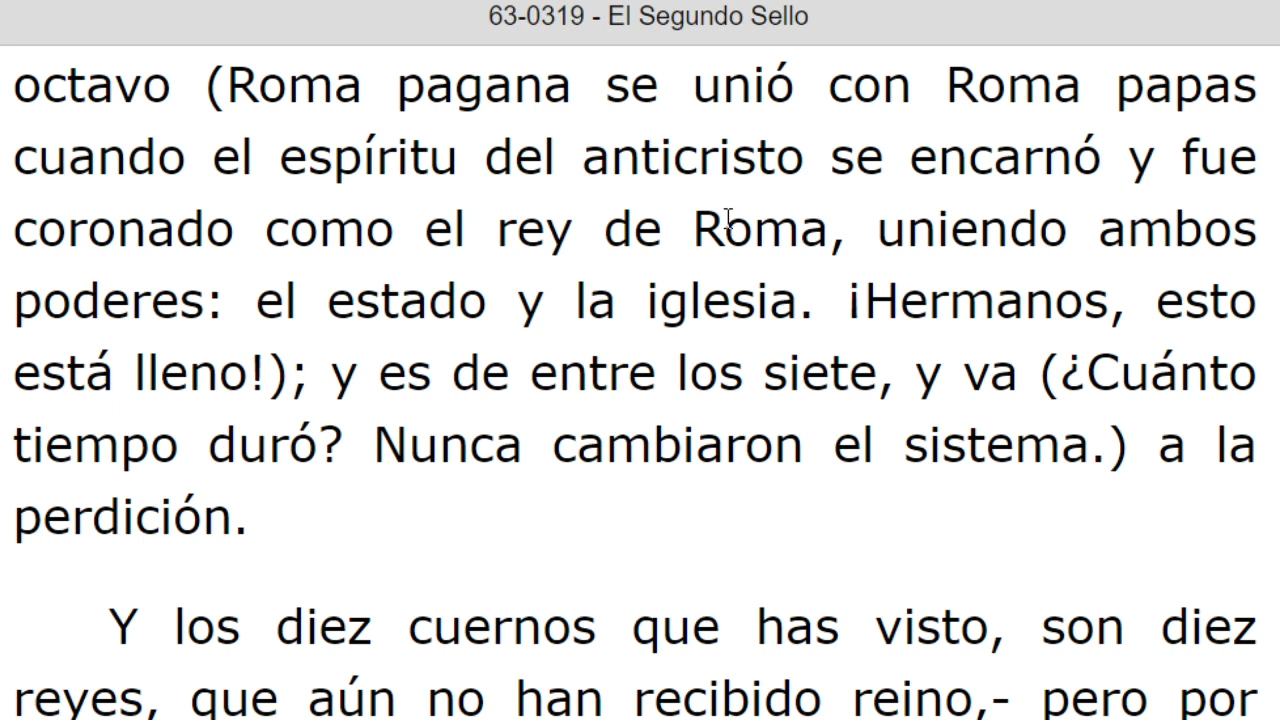 63-0319 - El Segundo Sello
octavo (Roma pagana se unió con Roma papas
cuando el espíritu del anticristo se encarnó y fue
coronado como el rey de Roma, uniendo ambos
poderes: el estado y la iglesia. ¡Hermanos, esto
está lleno!); y es de entre los siete, y va (¿Cuánto
tiempo duró? Nunca cambiaron el sistema.) a la
perdición.
Y los diez cuernos que has visto, son diez
reyes, que aún no han recibido reino,- pero por